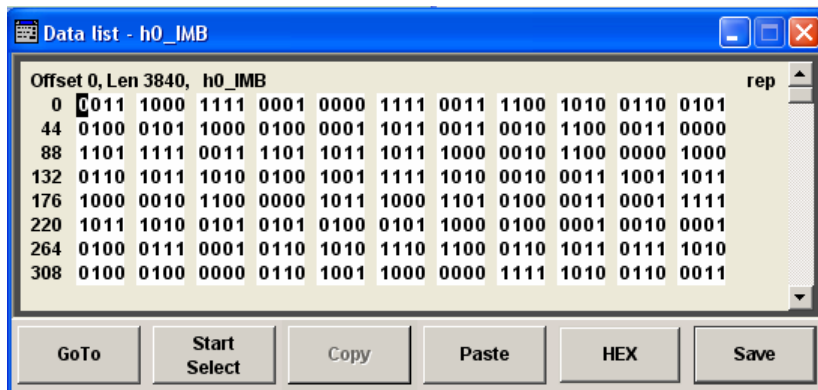 Data list - h0_IMB
Offset 0, Len 3840, h0_IMB rep
0 0011 1000 1111 0001 0000 1111 0011 1100 1010 0110 0101
44 0100 0101 1000 0100 0001 1011 0011 0010 1100 0011 0000
88 1101 1111 0011 1101 1011 1011 1000 0010 1100 0000 1000
132 0110 1011 1010 0100 1001 1111 1010 0010 0011 1001 1011
176 1000 0010 1100 0000 1011 1000 1101 0100 0011 0001 1111
220 1011 1010 0101 0101 0100 0101 1000 0100 0001 0010 0001
264 0100 0111 0001 0110 1010 1110 1100 0110 1011 0111 1010
308 0100 0100 0000 0110 1001 1000 0000 1111 1010 0110 0011
GoTo Start Select Copy Paste HEX Save